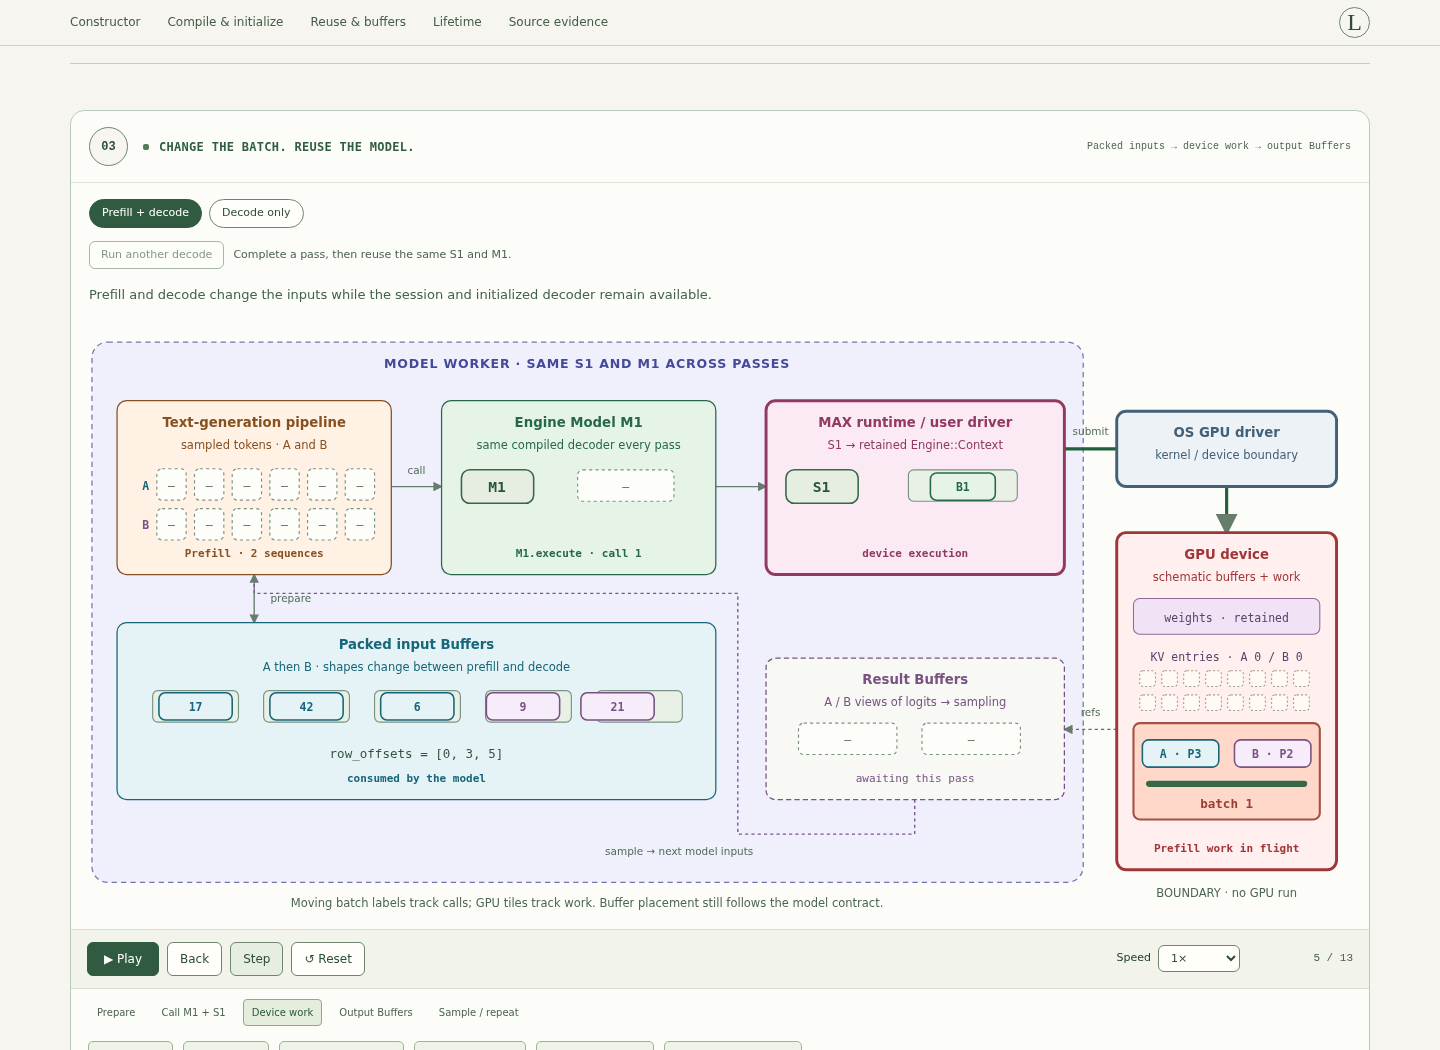 Constructor
Compile & initialize
Reuse & buffers
Lifetime
Source evidence
L
03
CHANGE THE BATCH. REUSE THE MODEL.
Packed inputs → device work → output Buffers
Prefill + decode
Decode only
Run another decode
Complete a pass, then reuse the same S1 and M1.
Prefill and decode change the inputs while the session and initialized decoder remain available.
MODEL WORKER · SAME S1 AND M1 ACROSS PASSES
Text-generation pipeline
sampled tokens · A and B
A – – – – – –
B – – – – – –
Prefill · 2 sequences
call
Engine Model M1
same compiled decoder every pass
M1
–
M1.execute · call 1
MAX runtime / user driver
S1 → retained Engine::Context
S1
B1
device execution
submit
OS GPU driver
kernel / device boundary
prepare
Packed input Buffers
A then B · shapes change between prefill and decode
17
42
6
9
21
row_offsets = [0, 3, 5]
consumed by the model
Result Buffers
A / B views of logits → sampling
–
–
awaiting this pass
refs
GPU device
schematic buffers + work
weights · retained
KV entries · A 0 / B 0
A · P3
B · P2
batch 1
Prefill work in flight
sample → next model inputs
BOUNDARY · no GPU run
Moving batch labels track calls; GPU tiles track work. Buffer placement still follows the model contract.
▶ Play
Back
Step
↺ Reset
Speed
1×
5 / 13
Prepare
Call M1 + S1
Device work
Output Buffers
Sample / repeat